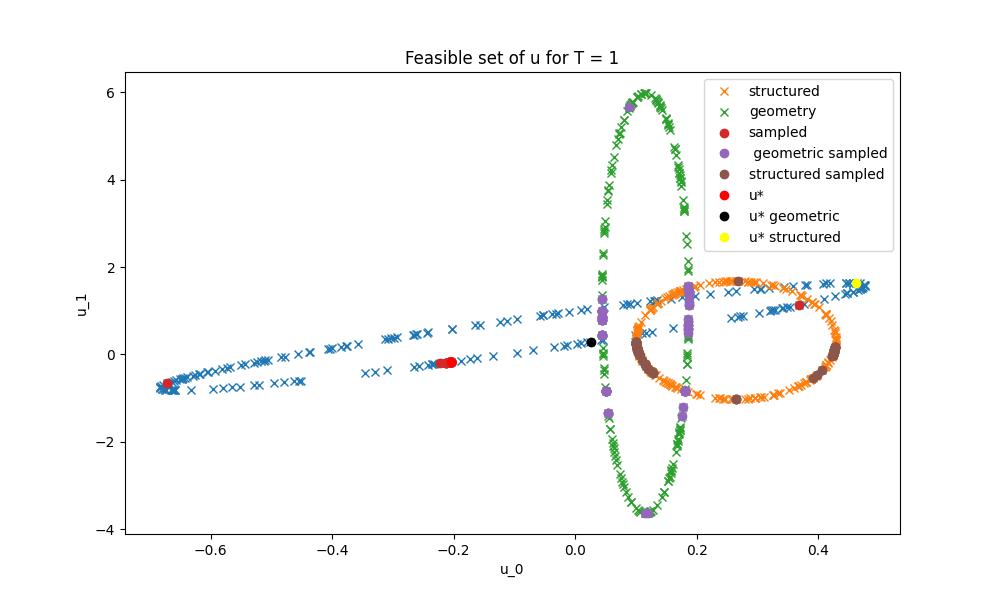 Feasible set of u for T = 1
structured
geometry
sampled
geometric sampled
structured sampled
u*
u* geometric
u* structured
6
4
2
0
−2
−4
u_1
−0.6
−0.4
−0.2
0.0
0.2
0.4
u_0